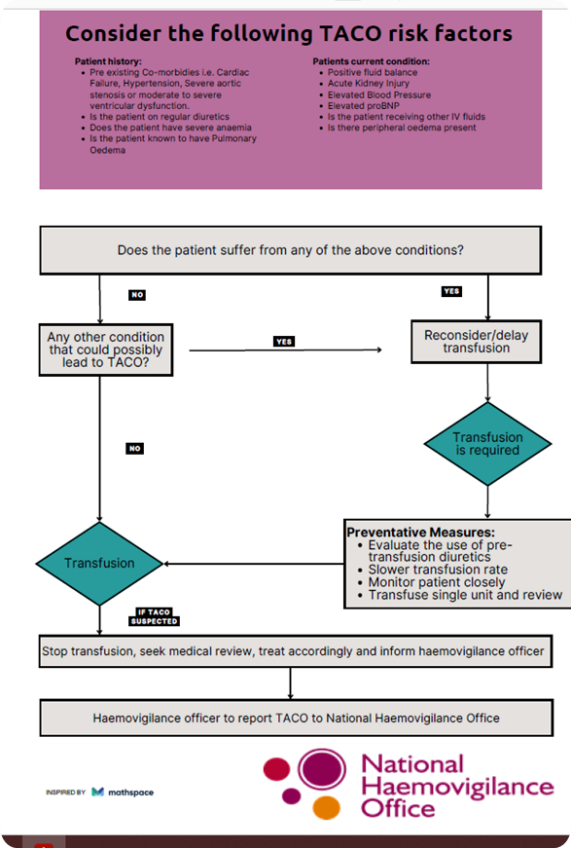 Consider the following TACO risk factors
Patient history:
• Pre existing Co-morbidies i.e. Cardiac
Failure, Hypertension, Severe aortic
stenosis or moderate to severe
ventricular dysfunction.
• Is the patient on regular diuretics
• Does the patient have severe anaemia
• Is the patient known to have Pulmonary
Oedema
Patients current condition:
• Positive fluid balance
• Acute Kidney Injury
• Elevated Blood Pressure
• Elevated proBNP
• Is the patient receiving other IV fluids
• Is there peripheral oedema present
Does the patient suffer from any of the above conditions?
NO
YES
Any other condition
that could possibly
lead to TACO?
YES
Reconsider/delay
transfusion
Transfusion
is required
NO
Preventative Measures:
• Evaluate the use of pre-
transfusion diuretics
• Slower transfusion rate
• Monitor patient closely
• Transfuse single unit and review
Transfusion
IF TACO
SUSPECTED
Stop transfusion, seek medical review, treat accordingly and inform haemovigilance officer
Haemovigilance officer to report TACO to National Haemovigilance Office
INSPIRED BY mathspace
National
Haemovigilance
Office